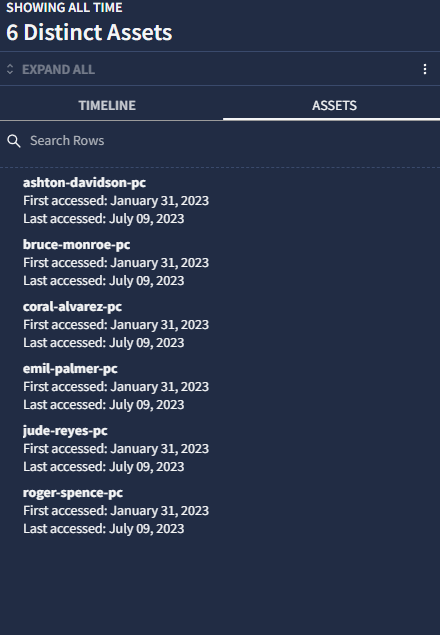 SHOWING ALL TIME
6 Distinct Assets
EXPAND ALL
TIMELINE
ASSETS
Search Rows
ashton-davidson-pc
First accessed: January 31, 2023
Last accessed: July 09, 2023
bruce-monroe-pc
First accessed: January 31, 2023
Last accessed: July 09, 2023
coral-alvarez-pc
First accessed: January 31, 2023
Last accessed: July 09, 2023
emil-palmer-pc
First accessed: January 31, 2023
Last accessed: July 09, 2023
jude-reyes-pc
First accessed: January 31, 2023
Last accessed: July 09, 2023
roger-spence-pc
First accessed: January 31, 2023
Last accessed: July 09, 2023